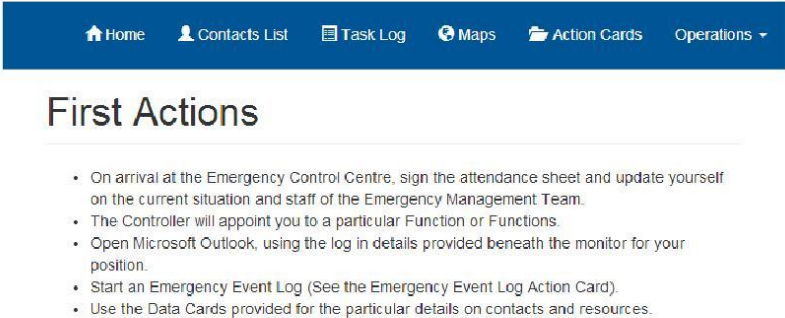 Home Contacts List Task Log Maps Action Cards Operations
First Actions
• On arrival at the Emergency Control Centre, sign the attendance sheet and update yourself
on the current situation and staff of the Emergency Management Team.
• The Controller will appoint you to a particular Function or Functions.
• Open Microsoft Outlook, using the log in details provided beneath the monitor for your
position.
• Start an Emergency Event Log (See the Emergency Event Log Action Card).
• Use the Data Cards provided for the particular details on contacts and resources.